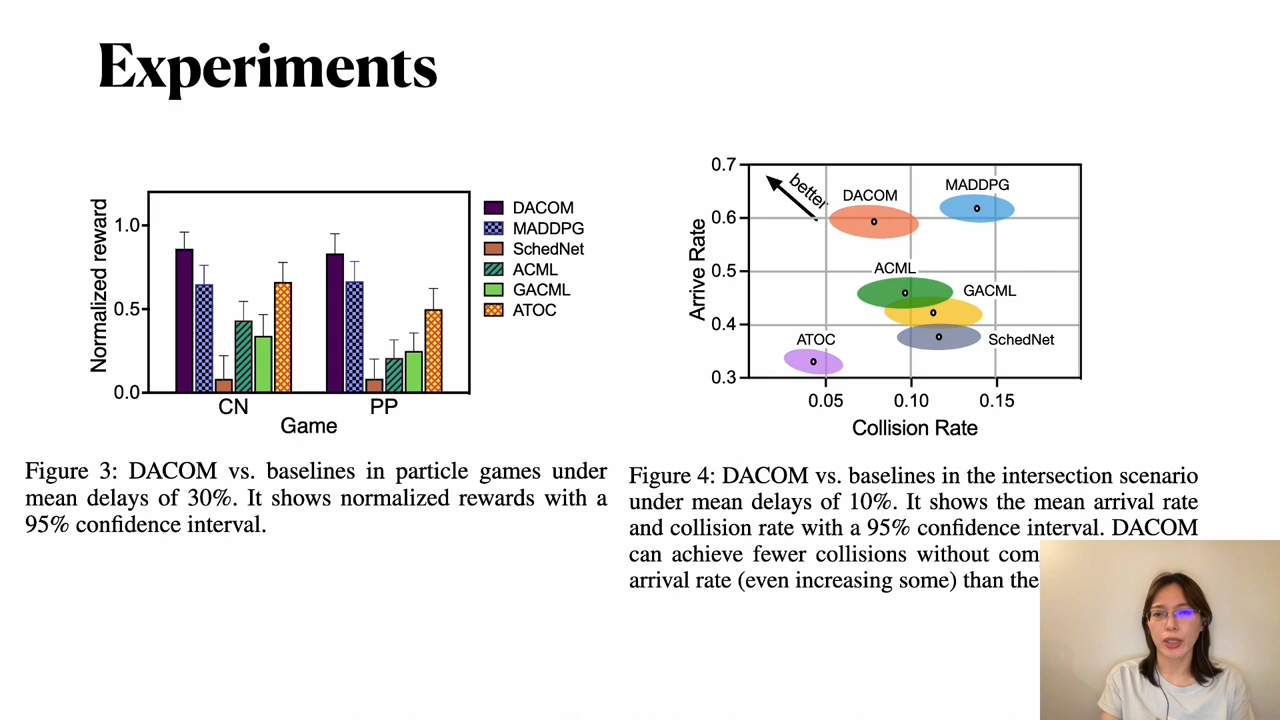 Experiments
Normalized reward
1.0
0.5
0.0
CN
PP
Game
DACOM
MADDPG
SchedNet
ACML
GACML
ATOC
Figure 3: DACOM vs. baselines in particle games under
mean delays of 30%. It shows normalized rewards with a
95% confidence interval.
Arrive Rate
0.7
0.6
0.5
0.4
0.3
better
DACOM
MADDPG
ACML
GACML
ATOC
SchedNet
0.05
0.10
0.15
Collision Rate
Figure 4: DACOM vs. baselines in the intersection scenario
under mean delays of 10%. It shows the mean arrival rate
and collision rate with a 95% confidence interval. DACOM
can achieve fewer collisions without com
arrival rate (even increasing some) than the